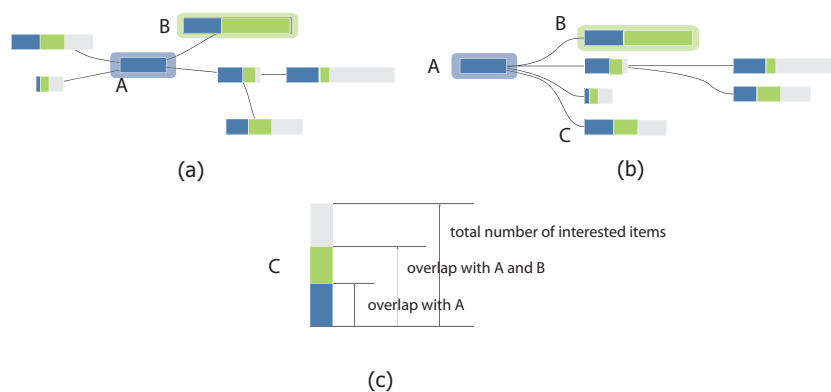 B
A
(a)
B
A
C
(b)
C
total number of interested items
overlap with A and B
overlap with A
(c)